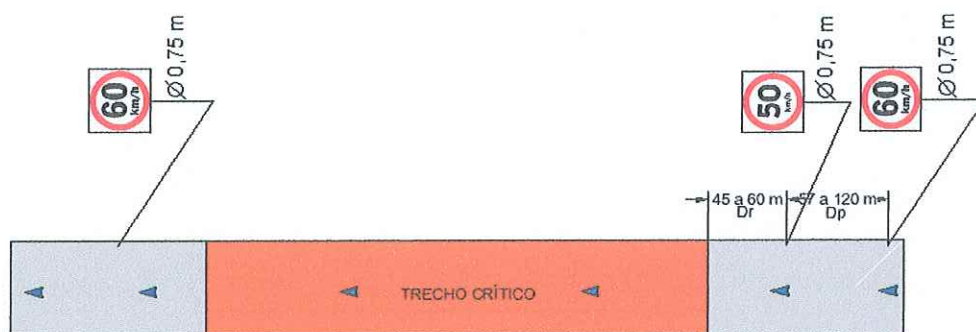 60
km/h
Ø 0,75 m
50
km/h
Ø 0,75 m
60
km/h
Ø 0,75 m
45 a 60 m
Dr
57 a 120 m
Dp
TRECHO CRÍTICO